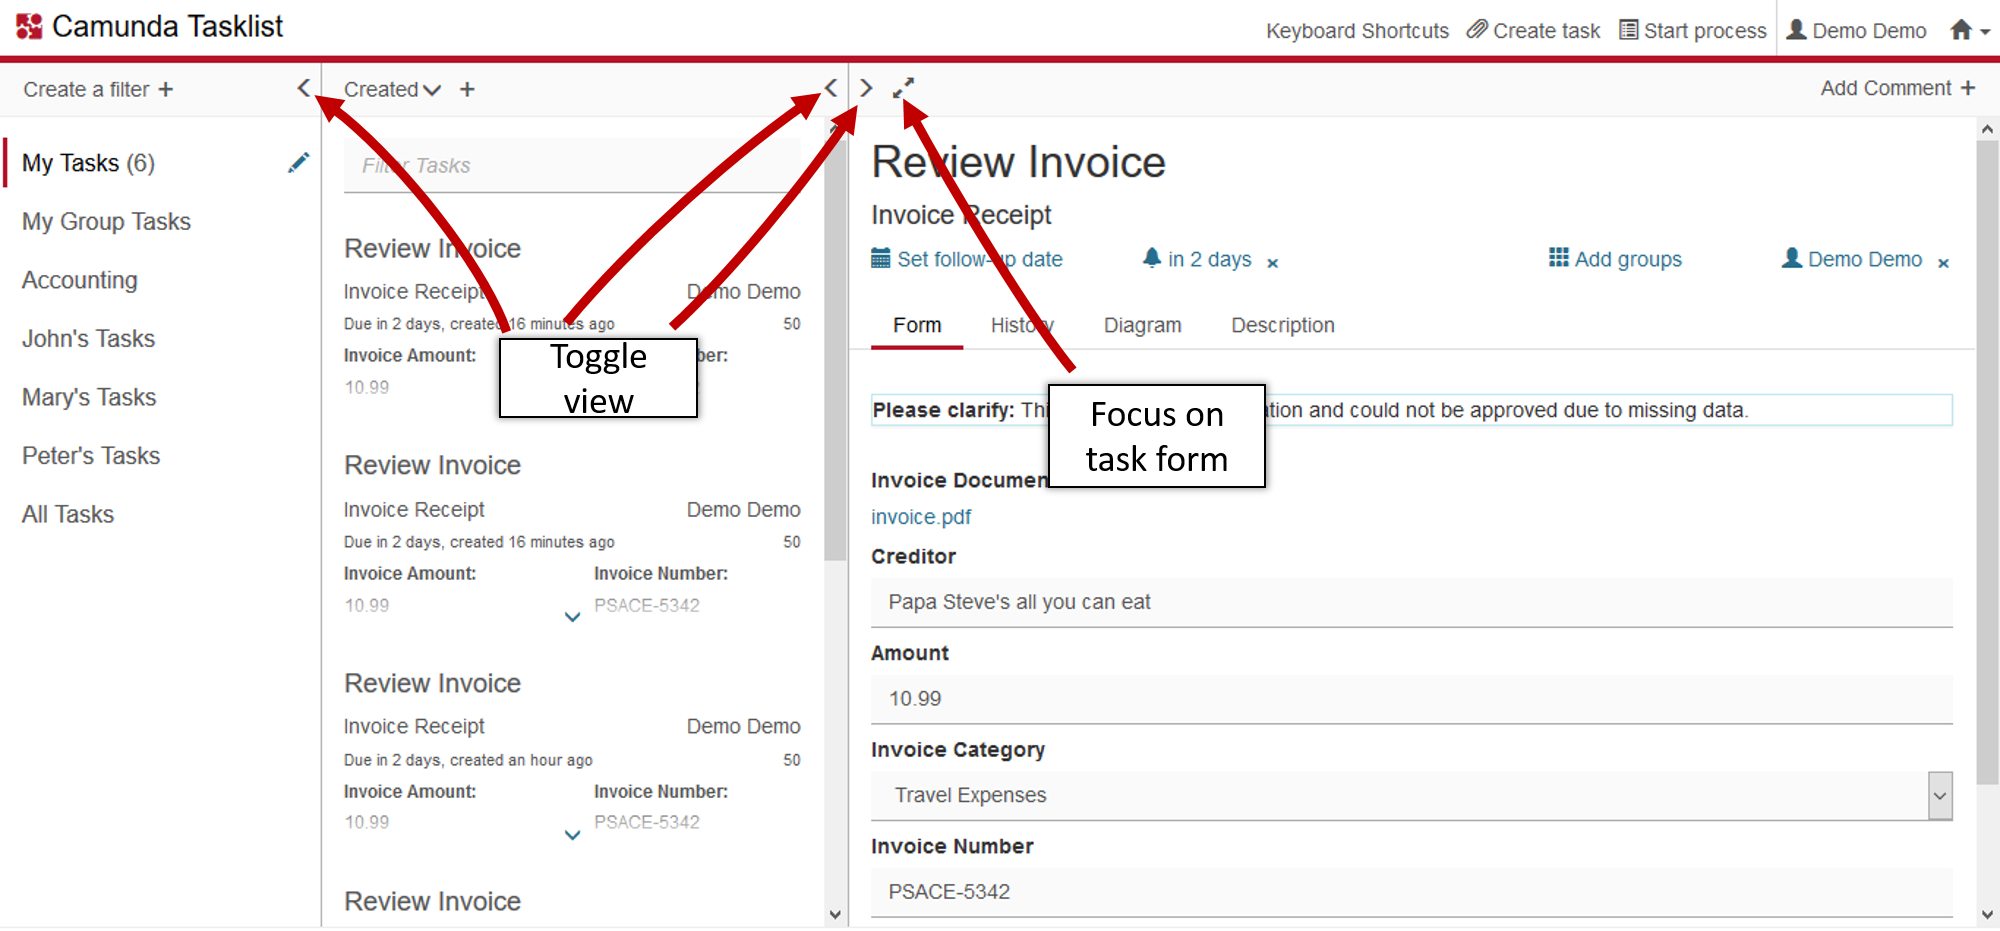 Camunda Tasklist
Keyboard Shortcuts
Create task
Start process
Demo Demo
Create a filter +
Created
+
Add Comment +
My Tasks (6)
My Group Tasks
Accounting
John's Tasks
Mary's Tasks
Peter's Tasks
All Tasks
Filter Tasks
Review Invoice
Invoice Receipt
Demo Demo
Due in 2 days, created 16 minutes ago
50
Invoice Amount:
ber:
10.99
Toggle
view
Review Invoice
Invoice Receipt
Demo Demo
Due in 2 days, created 16 minutes ago
50
Invoice Amount:
Invoice Number:
10.99
PSACE-5342
Review Invoice
Invoice Receipt
Demo Demo
Due in 2 days, created an hour ago
50
Invoice Amount:
Invoice Number:
10.99
PSACE-5342
Review Invoice
Review Invoice
Invoice Receipt
Set follow-up date
in 2 days ×
Add groups
Demo Demo ×
Form
History
Diagram
Description
Please clarify: Thi
tion and could not be approved due to missing data.
Focus on
task form
Invoice Documen
invoice.pdf
Creditor
Papa Steve's all you can eat
Amount
10.99
Invoice Category
Travel Expenses
Invoice Number
PSACE-5342